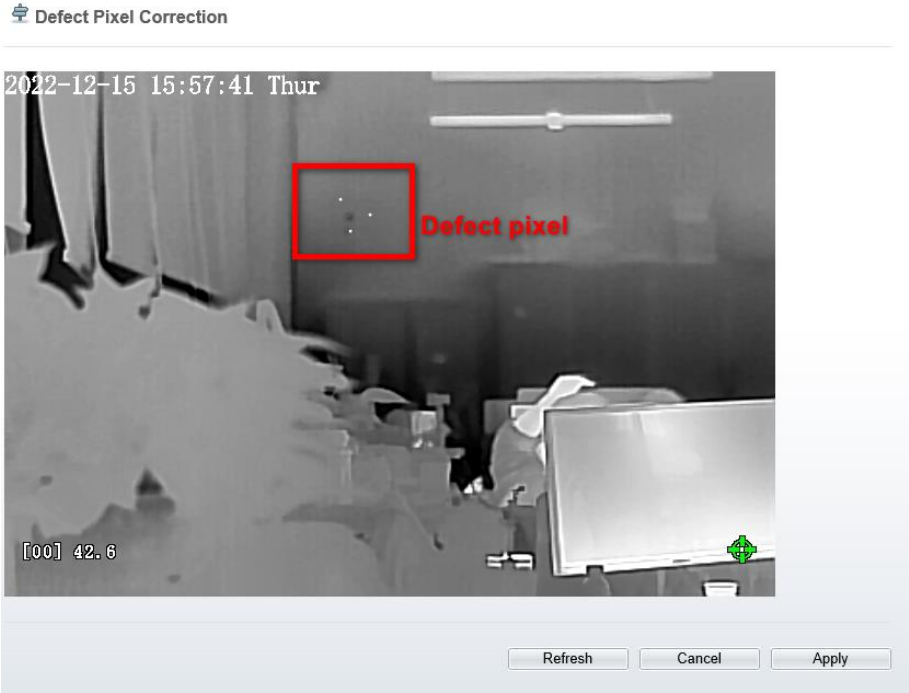 Defect Pixel Correction
2022-12-15 15:57:41 Thur
Defect pixel
[00] 42.6
Refresh
Cancel
Apply